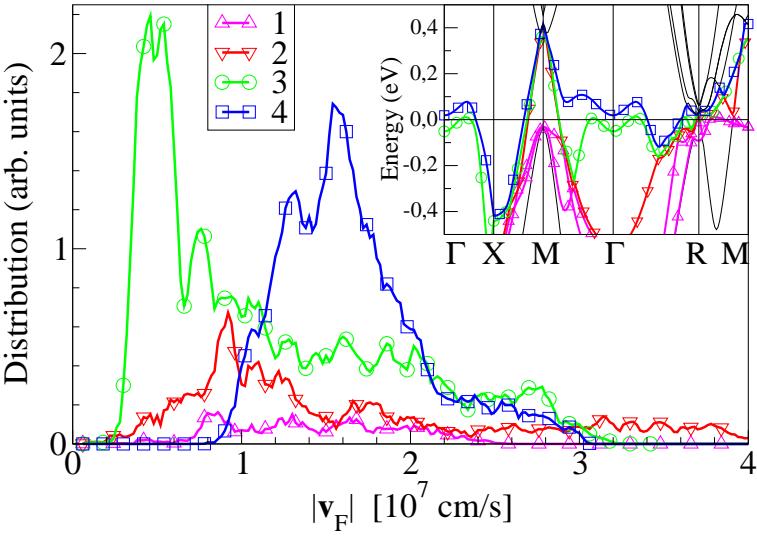 Distribution (arb. units)
2
1
0
0 1 2 3 4
|v_F| [10^7 cm/s]
1
2
3
4
Energy (eV)
0,4
0,2
0,0
-0,2
-0,4
Γ X M Γ R M